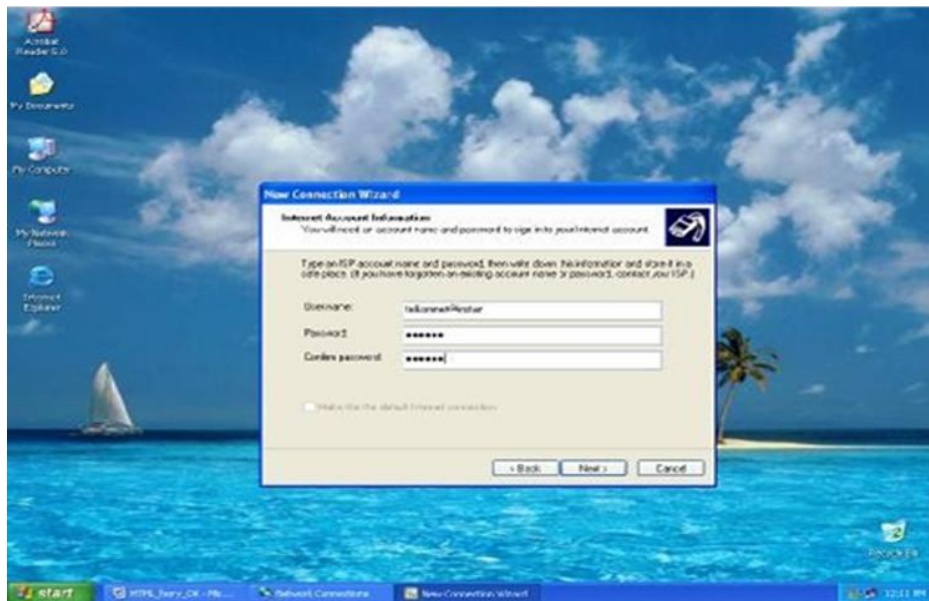 Acrobat
Reader 5.0
My Documents
My Computer
My Network
Places
Internet
Explorer
New Connection Wizard
Internet Account Information
You will need an account name and password to sign in to your Internet account.
Type an ISP account name and password, then write down this information and store it in a
safe place. (If you have forgotten an existing account name or password, contact your ISP.)
User name:
Password:
••••••
Confirm password:
••••••
Make this the default Internet connection
< Back
Next >
Cancel
Recycle Bin
start
Network Connections
New Connection Wizard